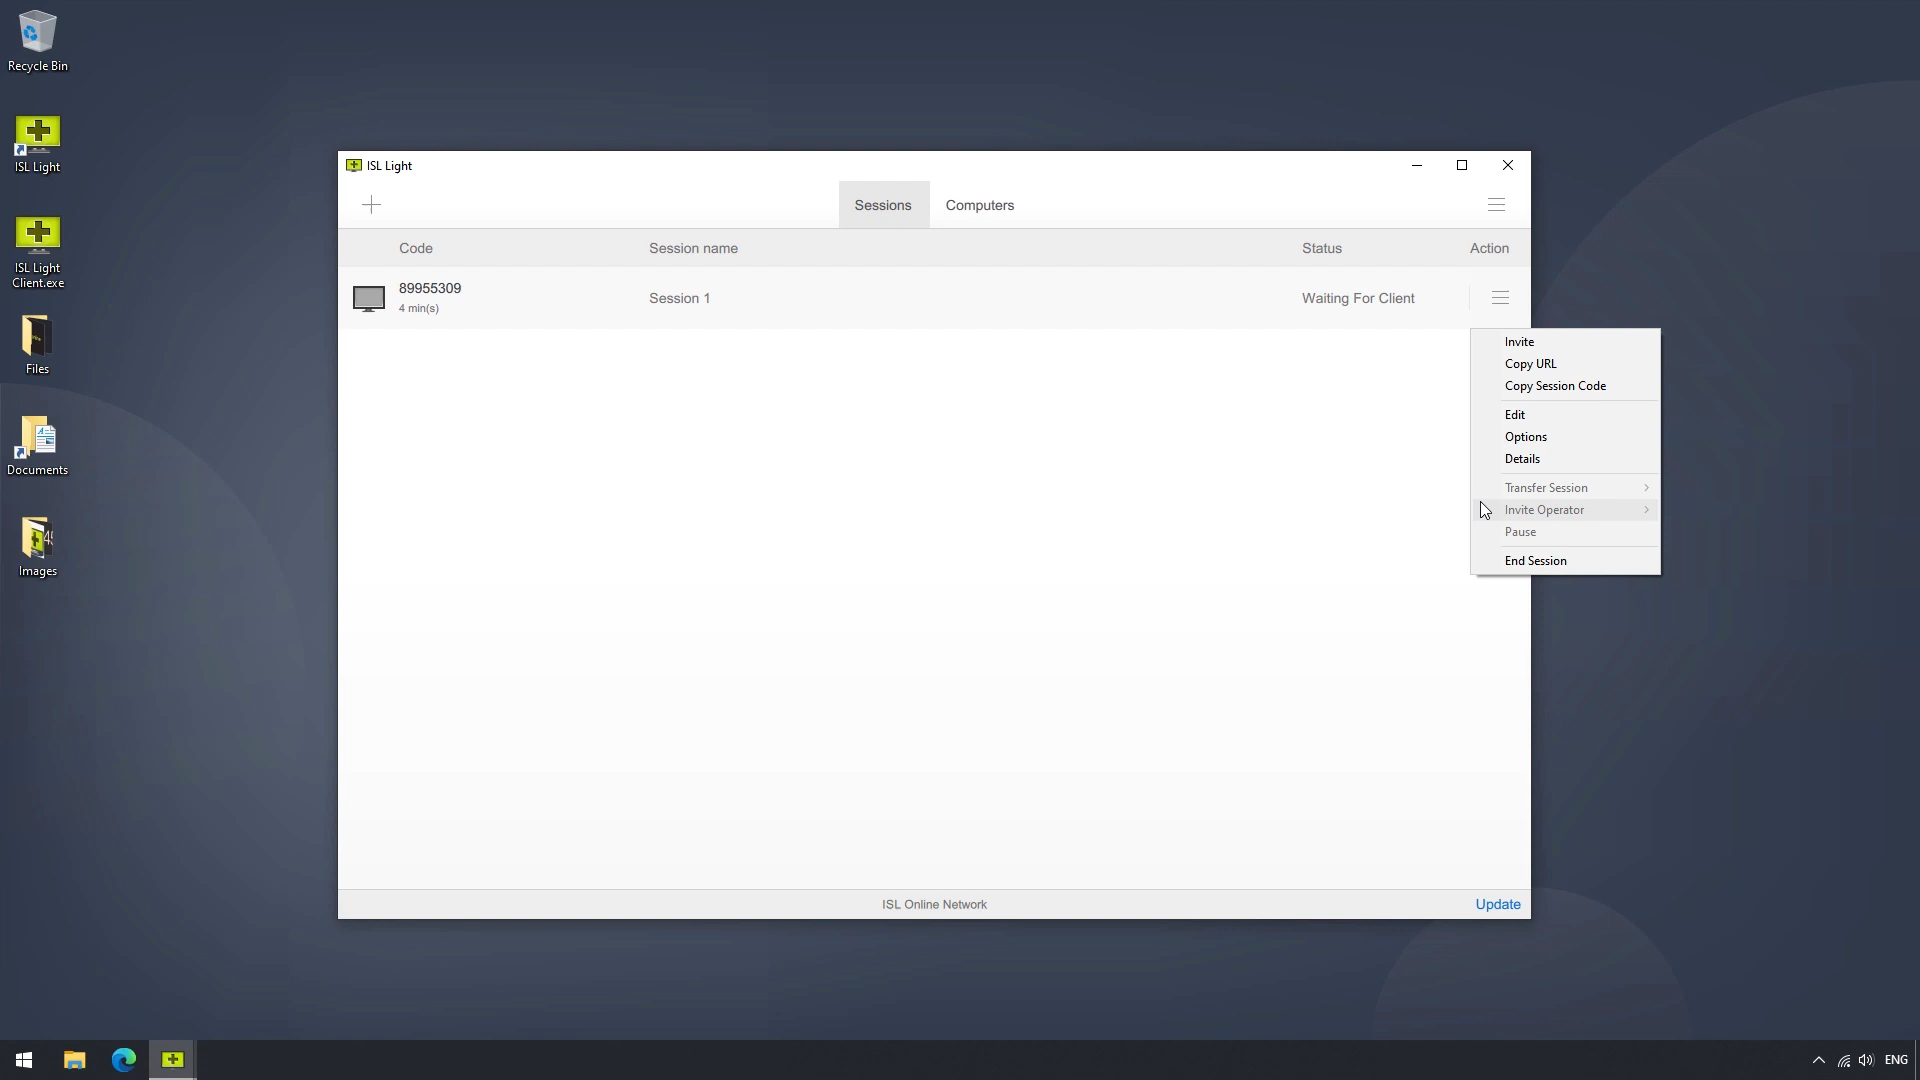 Recycle Bin
ISL Light
ISL Light
Client.exe
Files
Documents
Images
ISL Light
Sessions
Computers
Code
Session name
Status
Action
89955309
4 min(s)
Session 1
Waiting For Client
Invite
Copy URL
Copy Session Code
Edit
Options
Details
Transfer Session
Invite Operator
Pause
End Session
ISL Online Network
Update
ENG